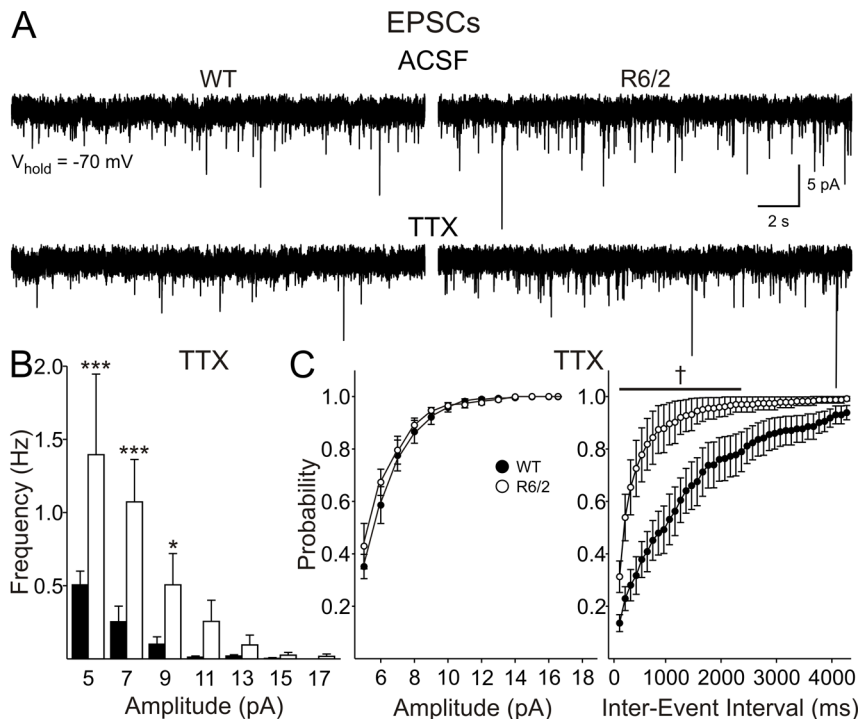 A
EPSCs
ACSF
WT
R6/2
Vhold = -70 mV
5 pA
2 s
TTX
B
TTX
C
TTX
2.0
1.5
1.0
0.5
Frequency (Hz)
***
***
*
5 7 9 11 13 15 17
Amplitude (pA)
1.0
0.8
0.6
0.4
0.2
Probability
WT
R6/2
6 8 10 12 14 16 18
Amplitude (pA)
†
1.0
0.8
0.6
0.4
0.2
0 1000 2000 3000 4000
Inter-Event Interval (ms)